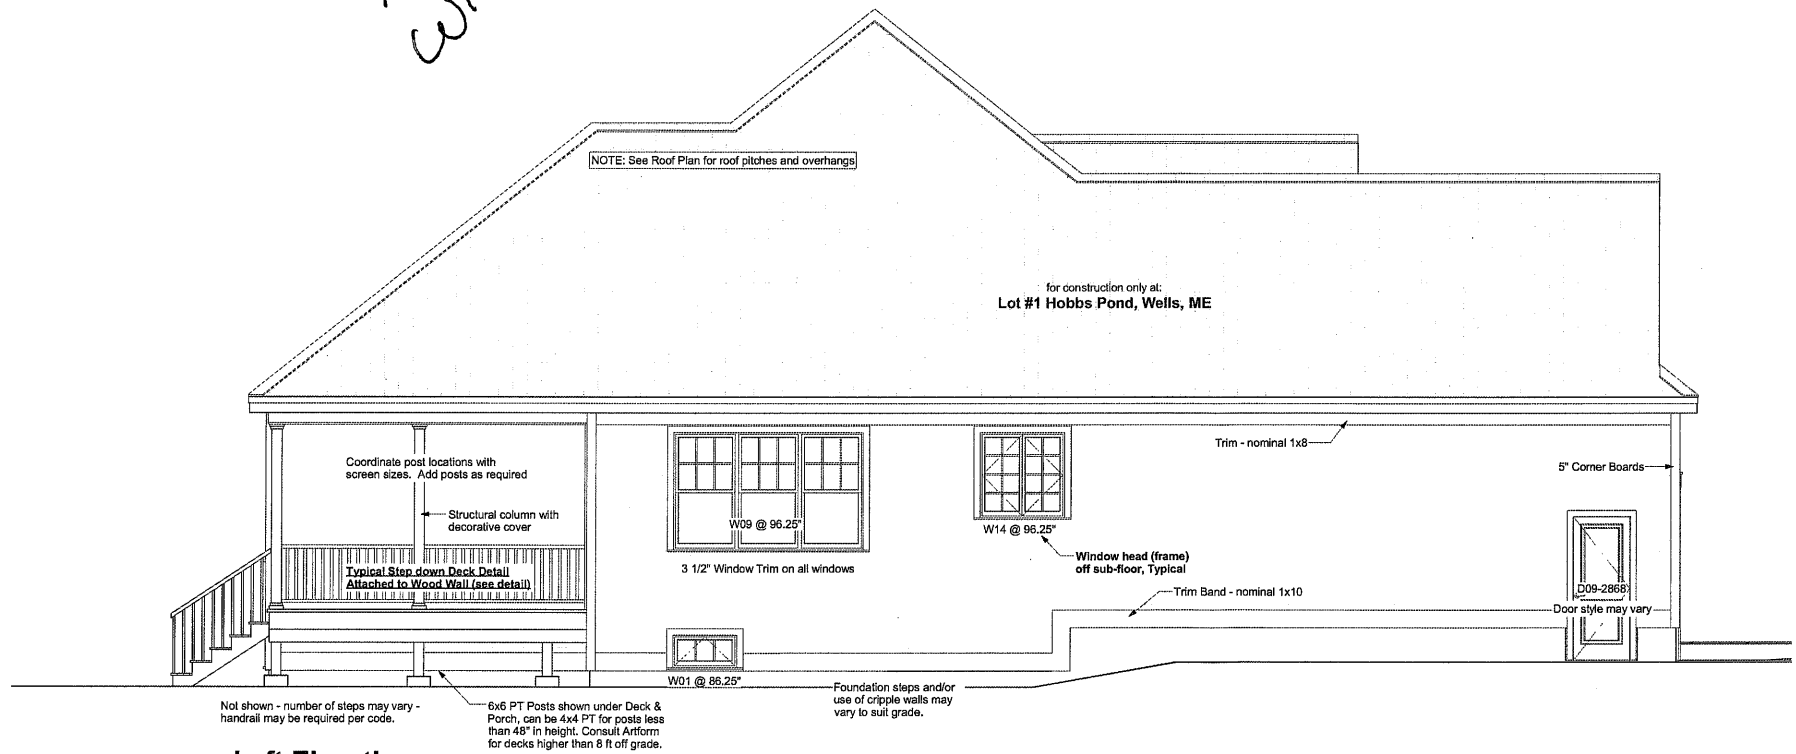 NOTE: See Roof Plan for roof pitches and overhangs
for construction only at:
Lot #1 Hobbs Pond, Wells, ME
Trim - nominal 1x8
5" Corner Boards
Coordinate post locations with
screen sizes. Add posts as required
Structural column with
decorative cover
W09 @ 96.25"
W14 @ 96.25"
Window head (frame)
off sub-floor, Typical
3 1/2" Window Trim on all windows
Typical Step down Deck Detail
Attached to Wood Wall (see detail)
Trim Band - nominal 1x10
D09-2868
Door style may vary
W01 @ 86.25"
Foundation steps and/or
use of cripple walls may
vary to suit grade.
Not shown - number of steps may vary -
handrail may be required per code.
6x6 PT Posts shown under Deck &
Porch, can be 4x4 PT for posts less
than 48" in height. Consult Artform
for decks higher than 8 ft off grade.